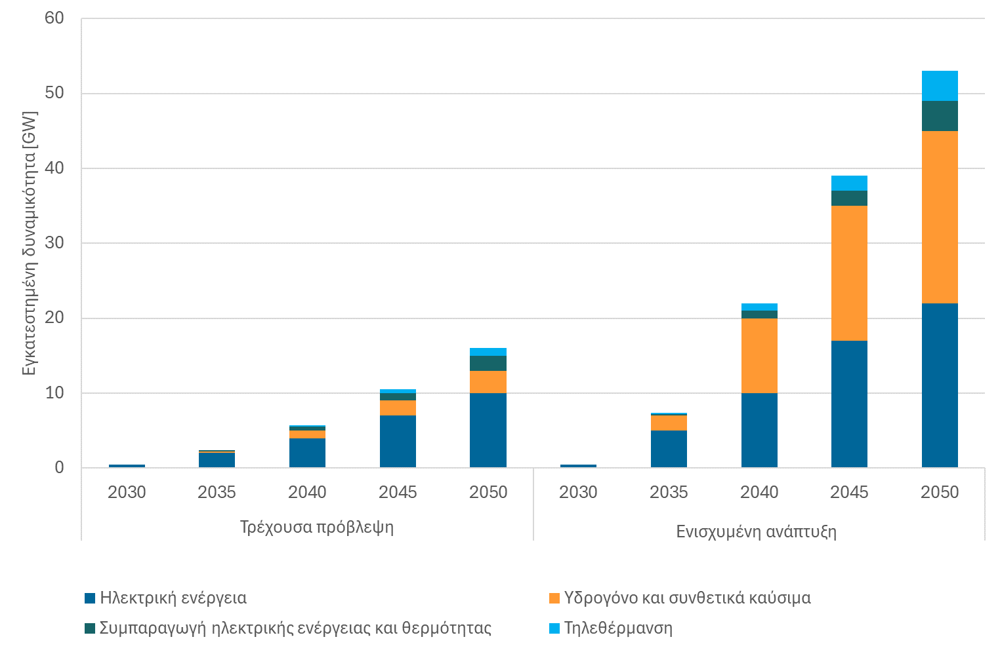 60
50
40
30
20
10
0
Εγκατεστημένη δυναμικότητα [GW]
2030 2035 2040 2045 2050 2030 2035 2040 2045 2050
Τρέχουσα πρόβλεψη
Ενισχυμένη ανάπτυξη
Ηλεκτρική ενέργεια
Υδρογόνο και συνθετικά καύσιμα
Συμπαραγωγή ηλεκτρικής ενέργειας και θερμότητας
Τηλεθέρμανση